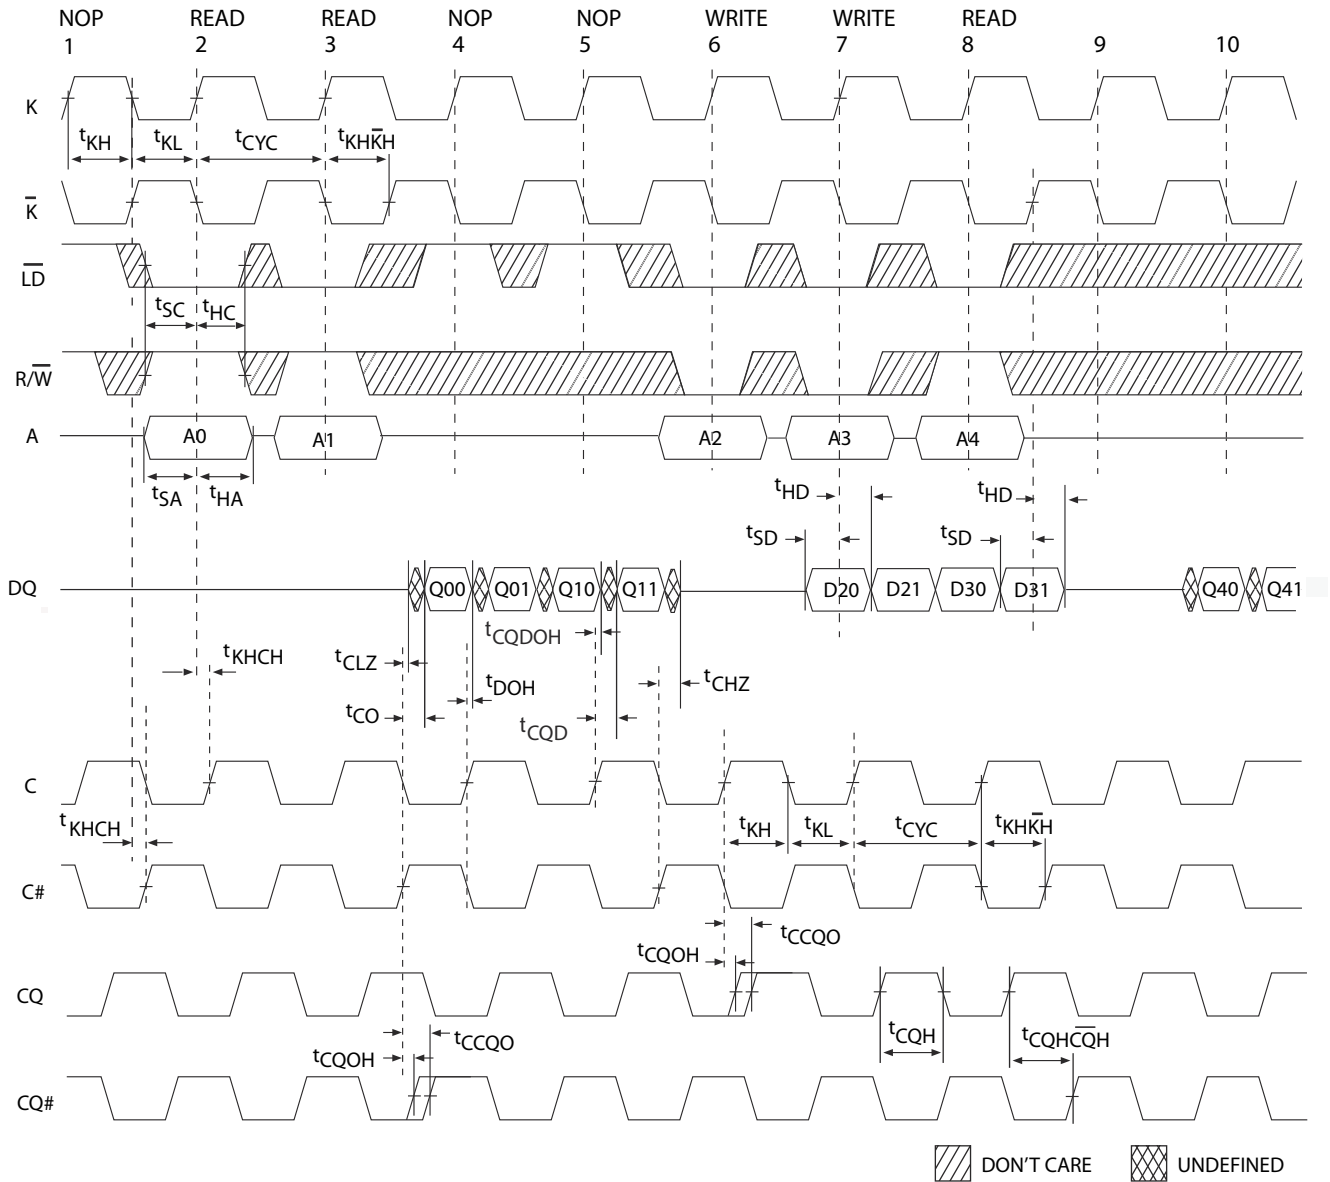 NOP READ READ NOP NOP WRITE WRITE READ
1 2 3 4 5 6 7 8 9 10
K
tKH tKL tCYC tKHK̅H
K̅
L̅D̅
tSC tHC
R/W̅
A A0 A1 A2 A3 A4
tSA tHA tHD tHD
tSD tSD
DQ Q00 Q01 Q10 Q11 D20 D21 D30 D31 Q40 Q41
tCQDOH
tKHCH tCLZ tDOH tCHZ
tCO tCQD
C
tKHCH tKH tKL tCYC tKHK̅H
C#
tCCQO
tCQOH
CQ
tCCQO tCQH tCQHC̅Q̅H
tCQOH
CQ#
DON'T CARE UNDEFINED